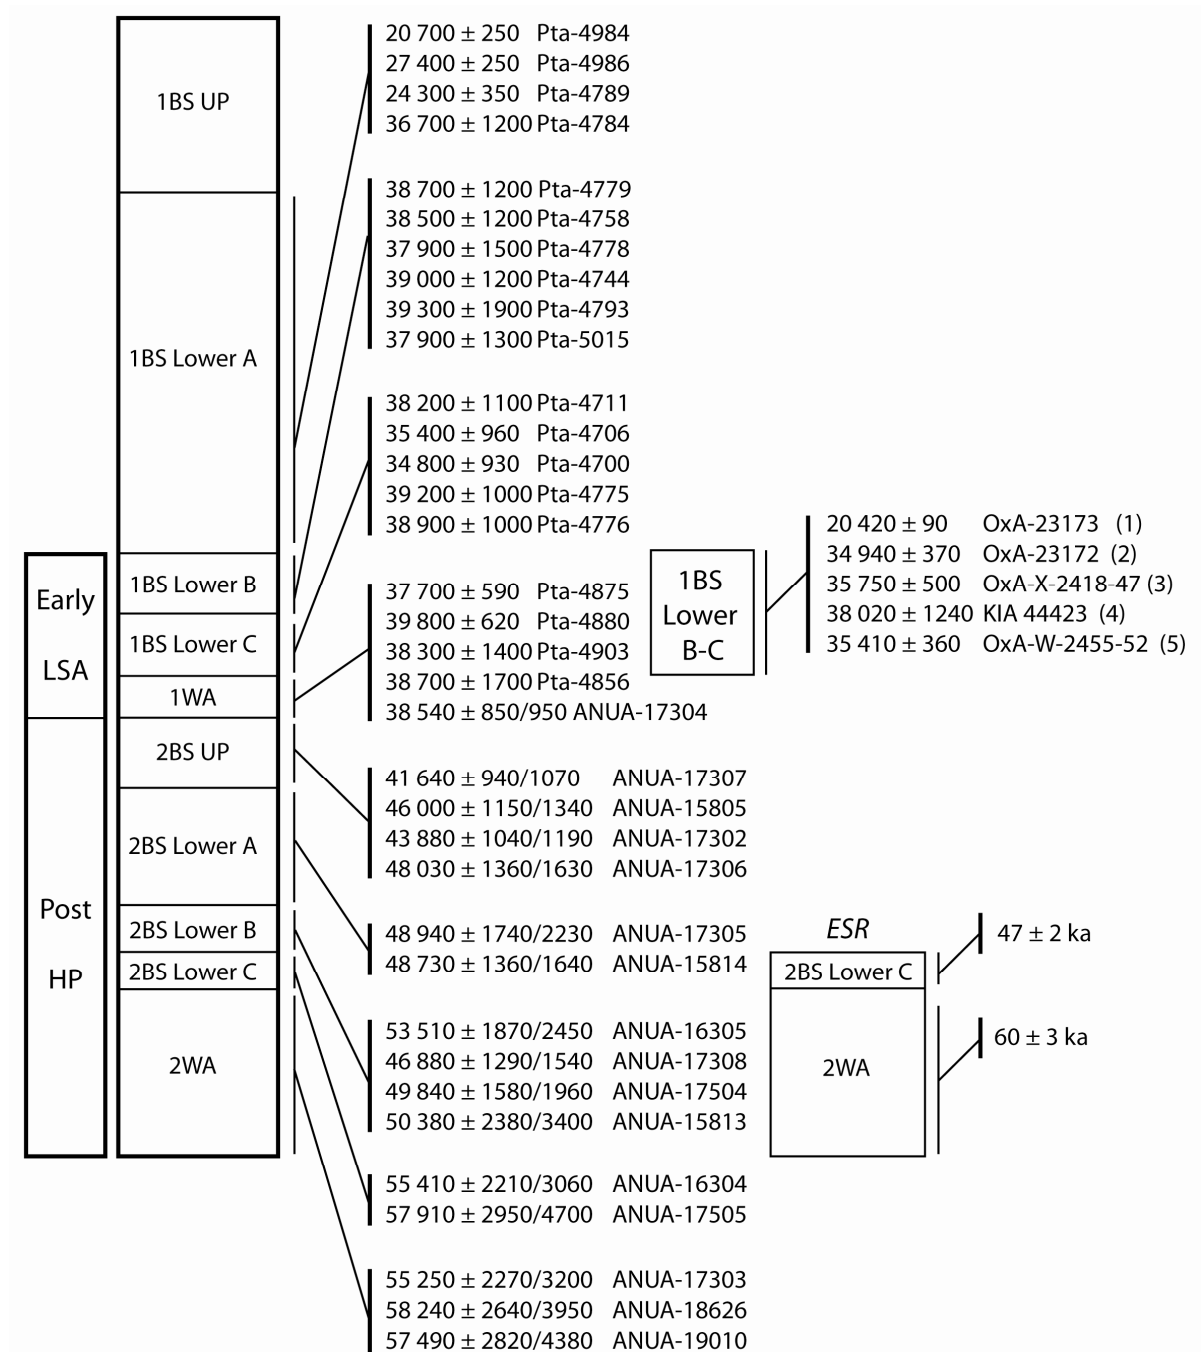 1BS UP
1BS Lower A
1BS Lower B
1BS Lower C
1WA
2BS UP
2BS Lower A
2BS Lower B
2BS Lower C
2WA
Early
LSA
Post
HP
20 700 ± 250 Pta-4984
27 400 ± 250 Pta-4986
24 300 ± 350 Pta-4789
36 700 ± 1200 Pta-4784
38 700 ± 1200 Pta-4779
38 500 ± 1200 Pta-4758
37 900 ± 1500 Pta-4778
39 000 ± 1200 Pta-4744
39 300 ± 1900 Pta-4793
37 900 ± 1300 Pta-5015
38 200 ± 1100 Pta-4711
35 400 ± 960 Pta-4706
34 800 ± 930 Pta-4700
39 200 ± 1000 Pta-4775
38 900 ± 1000 Pta-4776
37 700 ± 590 Pta-4875
39 800 ± 620 Pta-4880
38 300 ± 1400 Pta-4903
38 700 ± 1700 Pta-4856
38 540 ± 850/950 ANUA-17304
41 640 ± 940/1070 ANUA-17307
46 000 ± 1150/1340 ANUA-15805
43 880 ± 1040/1190 ANUA-17302
48 030 ± 1360/1630 ANUA-17306
48 940 ± 1740/2230 ANUA-17305
48 730 ± 1360/1640 ANUA-15814
53 510 ± 1870/2450 ANUA-16305
46 880 ± 1290/1540 ANUA-17308
49 840 ± 1580/1960 ANUA-17504
50 380 ± 2380/3400 ANUA-15813
55 410 ± 2210/3060 ANUA-16304
57 910 ± 2950/4700 ANUA-17505
55 250 ± 2270/3200 ANUA-17303
58 240 ± 2640/3950 ANUA-18626
57 490 ± 2820/4380 ANUA-19010
1BS
Lower
B-C
20 420 ± 90 OxA-23173 (1)
34 940 ± 370 OxA-23172 (2)
35 750 ± 500 OxA-X-2418-47 (3)
38 020 ± 1240 KIA 44423 (4)
35 410 ± 360 OxA-W-2455-52 (5)
ESR
2BS Lower C
2WA
47 ± 2 ka
60 ± 3 ka